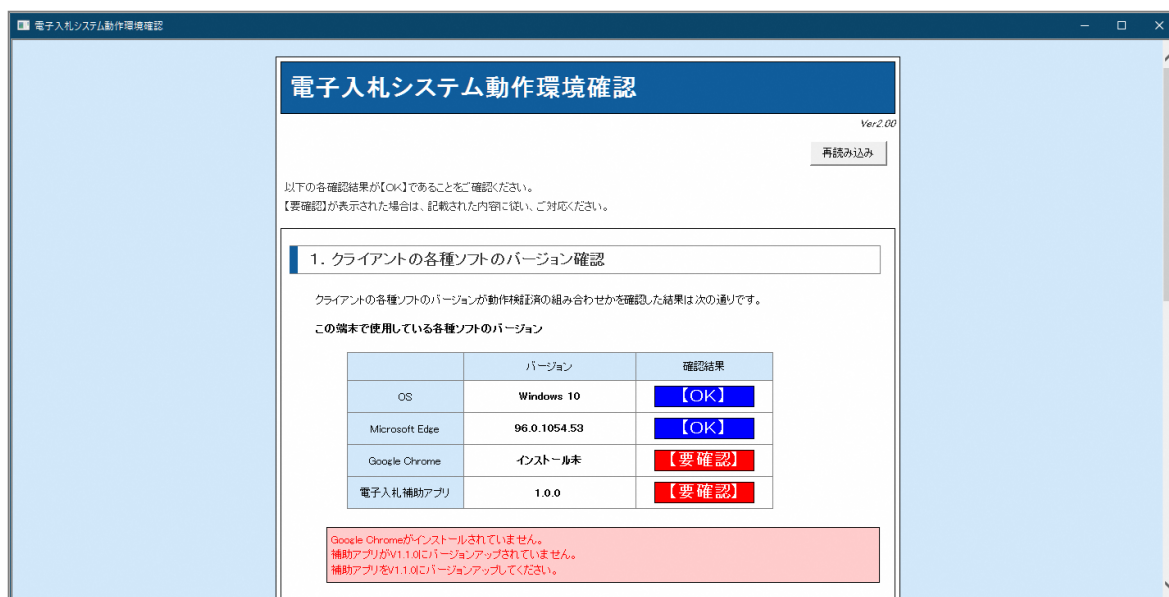 電子入札システム動作環境確認
電子入札システム動作環境確認
Ver2.00
再読み込み
以下の各確認結果が【OK】であることをご確認ください。
【要確認】が表示された場合は、記載された内容に従い、ご対応ください。
1. クライアントの各種ソフトのバージョン確認
クライアントの各種ソフトのバージョンが動作検証済の組み合わせかを確認した結果は次の通りです。
この端末で使用している各種ソフトのバージョン
バージョン 確認結果
OS Windows 10 【OK】
Microsoft Edge 96.0.1054.53 【OK】
Google Chrome インストール未 【要確認】
電子入札補助アプリ 1.0.0 【要確認】
Google Chromeがインストールされていません。
補助アプリがV1.1.0にバージョンアップされていません。
補助アプリをV1.1.0にバージョンアップしてください。